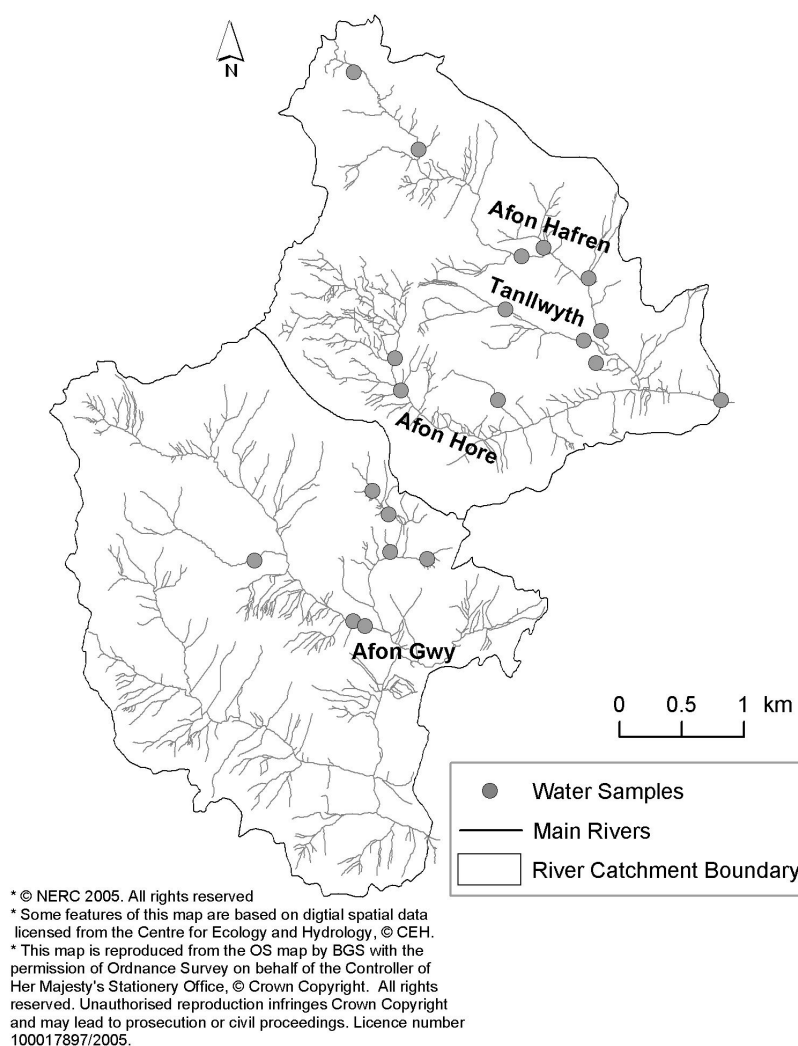 N
Afon Hafren
Tanllwyth
Afon Hore
Afon Gwy
0 0.5 1 km
Water Samples
Main Rivers
River Catchment Boundary
* © NERC 2005. All rights reserved
* Some features of this map are based on digtial spatial data
licensed from the Centre for Ecology and Hydrology, © CEH.
* This map is reproduced from the OS map by BGS with the
permission of Ordnance Survey on behalf of the Controller of
Her Majesty's Stationery Office, © Crown Copyright. All rights
reserved. Unauthorised reproduction infringes Crown Copyright
and may lead to prosecution or civil proceedings. Licence number
100017897/2005.